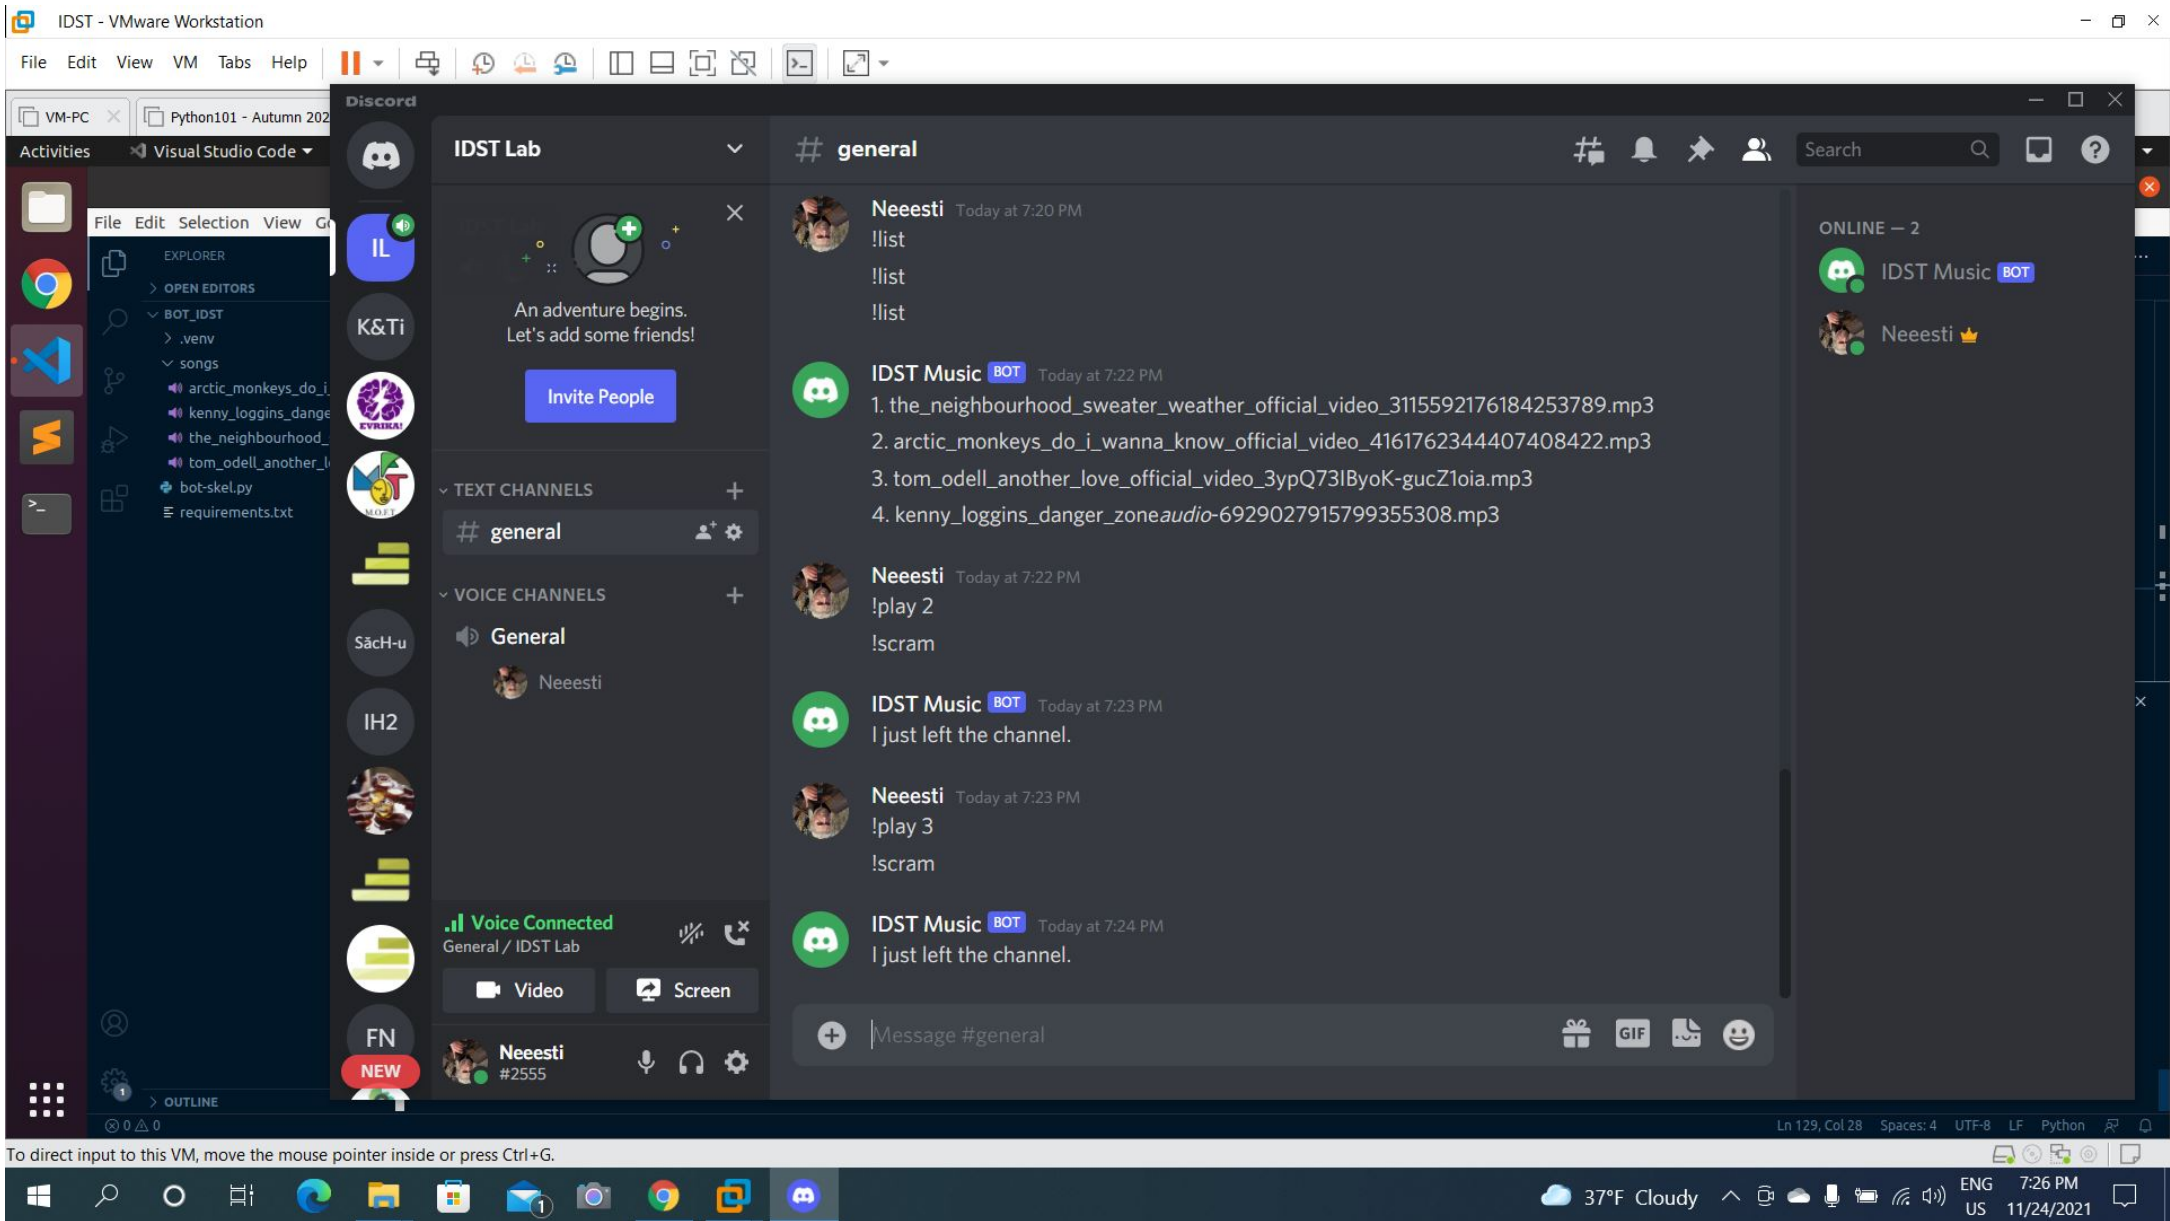 IDST - VMware Workstation
File Edit View VM Tabs Help
VM-PC
Python101 - Autumn 202
Activities
Visual Studio Code
File Edit Selection View
EXPLORER
OPEN EDITORS
BOT_IDST
.venv
songs
arctic_monkeys_do_i
kenny_loggins_dange
the_neighbourhood_
tom_odell_another_l
bot-skel.py
requirements.txt
OUTLINE
1
0 0
Discord
IL
K&Ti
EVRIKA!
M.O.F.T
SăcH-u
IH2
FN
NEW
IDST Lab
An adventure begins.
Let's add some friends!
Invite People
TEXT CHANNELS
general
VOICE CHANNELS
General
Neeesti
Voice Connected
General / IDST Lab
Video
Screen
Neeesti
#2555
general
Search
Neeesti Today at 7:20 PM
!list
!list
!list
IDST Music BOT Today at 7:22 PM
1. the_neighbourhood_sweater_weather_official_video_3115592176184253789.mp3
2. arctic_monkeys_do_i_wanna_know_official_video_4161762344407408422.mp3
3. tom_odell_another_love_official_video_3ypQ73IByoK-gucZ1oia.mp3
4. kenny_loggins_danger_zoneaudio-6929027915799355308.mp3
Neeesti Today at 7:22 PM
!play 2
!scram
IDST Music BOT Today at 7:23 PM
I just left the channel.
Neeesti Today at 7:23 PM
!play 3
!scram
IDST Music BOT Today at 7:24 PM
I just left the channel.
Message #general
GIF
ONLINE — 2
IDST Music BOT
Neeesti
Ln 129, Col 28 Spaces: 4 UTF-8 LF Python
To direct input to this VM, move the mouse pointer inside or press Ctrl+G.
1
37°F Cloudy
ENG
US
7:26 PM
11/24/2021